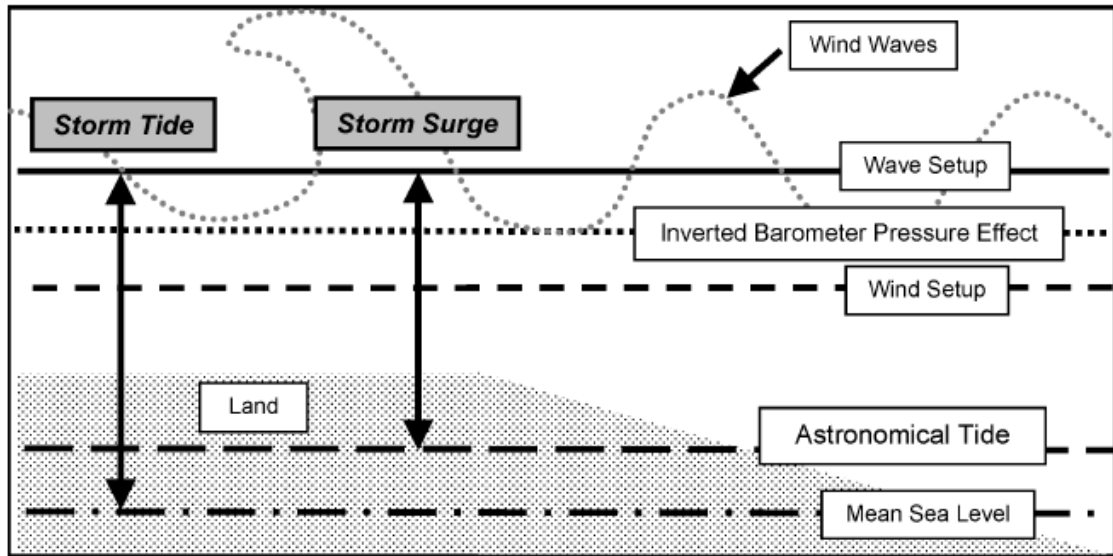 Wind Waves
Storm Tide
Storm Surge
Wave Setup
Inverted Barometer Pressure Effect
Wind Setup
Land
Astronomical Tide
Mean Sea Level